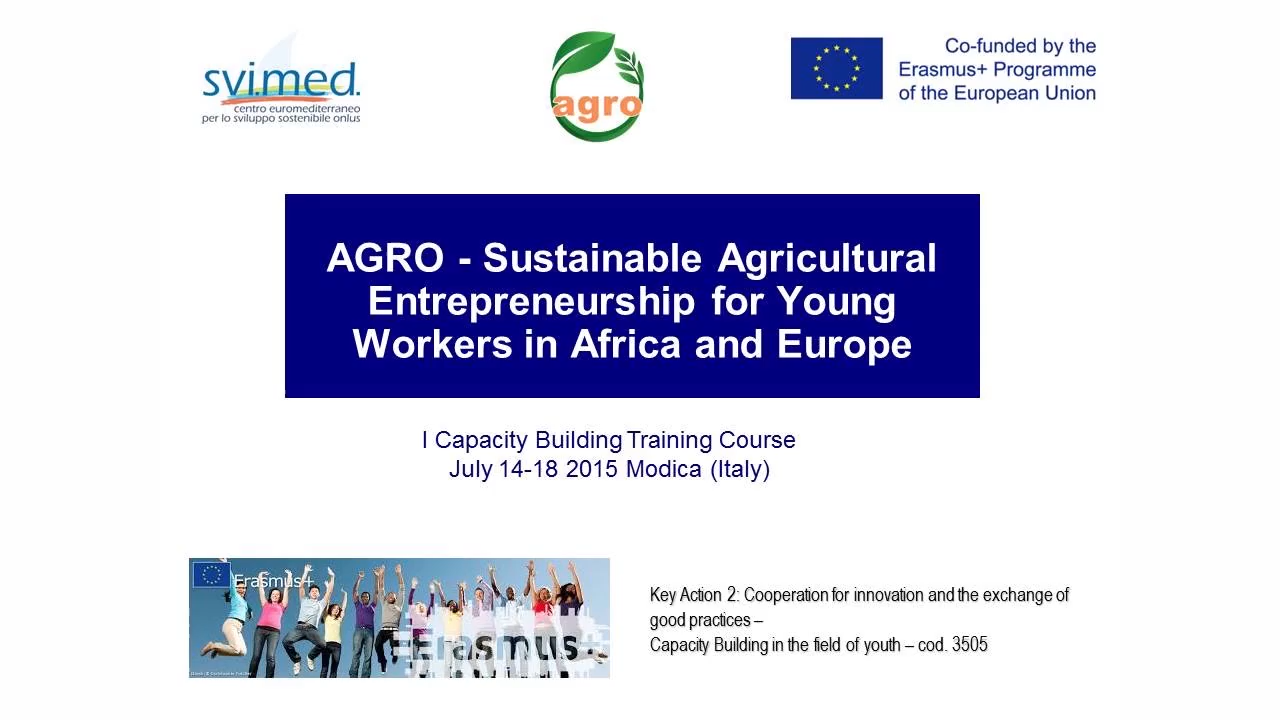 svi.med.
centro euromediterraneo
per lo sviluppo sostenibile onlus
agro
Co-funded by the
Erasmus+ Programme
of the European Union
AGRO - Sustainable Agricultural
Entrepreneurship for Young
Workers in Africa and Europe
I Capacity Building Training Course
July 14-18 2015 Modica (Italy)
Erasmus+
Erasmus+
Key Action 2: Cooperation for innovation and the exchange of
good practices –
Capacity Building in the field of youth – cod. 3505